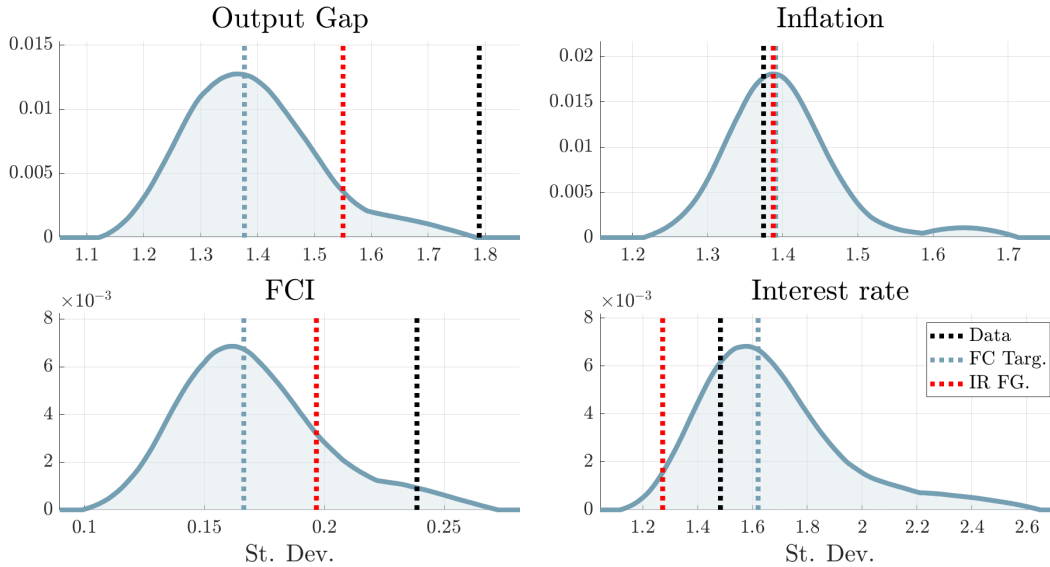 Output Gap
0.015
0.01
0.005
0
1.1 1.2 1.3 1.4 1.5 1.6 1.7 1.8
Inflation
0.02
0.015
0.01
0.005
0
1.2 1.3 1.4 1.5 1.6 1.7
×10⁻³ FCI
8
6
4
2
0
0.1 0.15 0.2 0.25
St. Dev.
×10⁻³ Interest rate
8
6
4
2
0
Data
FC Targ.
IR FG.
1.2 1.4 1.6 1.8 2 2.2 2.4 2.6
St. Dev.